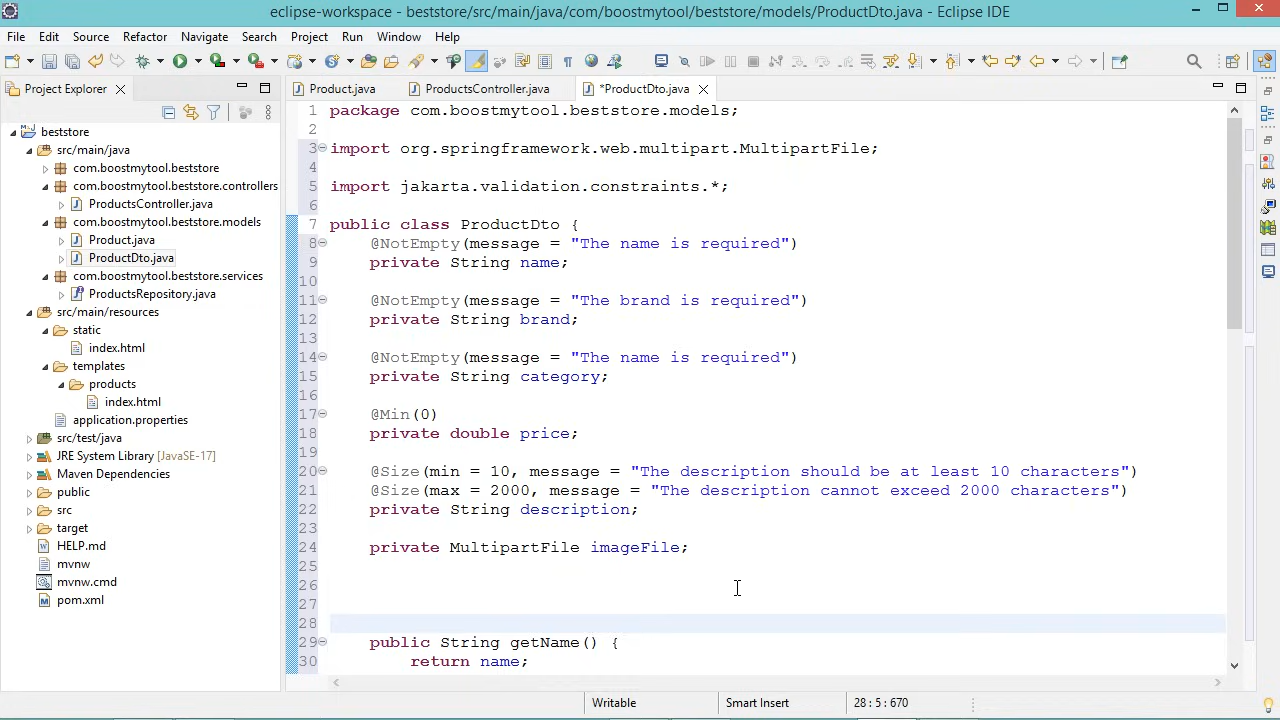 eclipse-workspace - beststore/src/main/java/com/boostmytool/beststore/models/ProductDto.java - Eclipse IDE
File Edit Source Refactor Navigate Search Project Run Window Help
Project Explorer
Product.java ProductsController.java *ProductDto.java
beststore
src/main/java
com.boostmytool.beststore
com.boostmytool.beststore.controllers
ProductsController.java
com.boostmytool.beststore.models
Product.java
ProductDto.java
com.boostmytool.beststore.services
ProductsRepository.java
src/main/resources
static
index.html
templates
products
index.html
application.properties
src/test/java
JRE System Library [JavaSE-17]
Maven Dependencies
public
src
target
HELP.md
mvnw
mvnw.cmd
pom.xml
1 package com.boostmytool.beststore.models;
2
3 import org.springframework.web.multipart.MultipartFile;
4
5 import jakarta.validation.constraints.*;
6
7 public class ProductDto {
8 @NotEmpty(message = "The name is required")
9 private String name;
10
11 @NotEmpty(message = "The brand is required")
12 private String brand;
13
14 @NotEmpty(message = "The name is required")
15 private String category;
16
17 @Min(0)
18 private double price;
19
20 @Size(min = 10, message = "The description should be at least 10 characters")
21 @Size(max = 2000, message = "The description cannot exceed 2000 characters")
22 private String description;
23
24 private MultipartFile imageFile;
25
26
27
28
29 public String getName() {
30 return name;
Writable Smart Insert 28 : 5 : 670